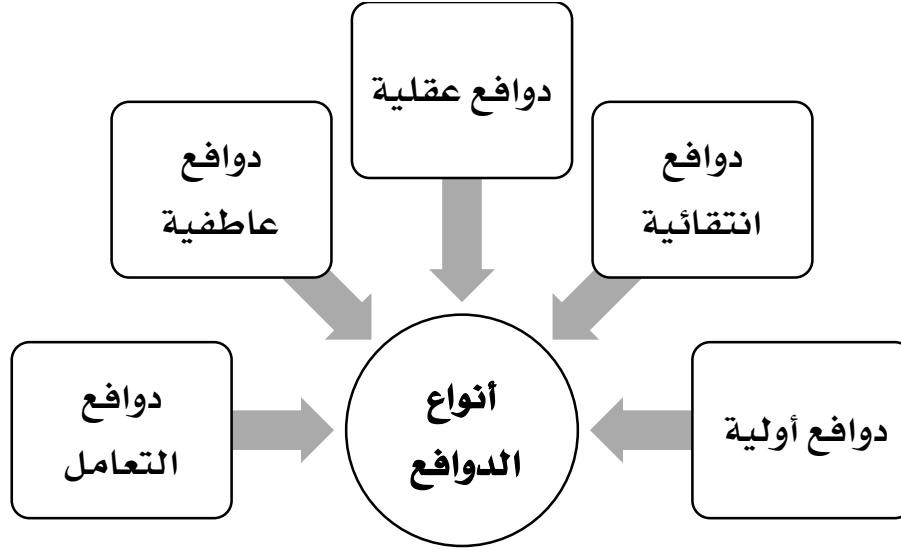 دوافع عقلية
دوافع
انتقائية
دوافع
عاطفية
دوافع أولية
أنواع
الدوافع
دوافع
التعامل